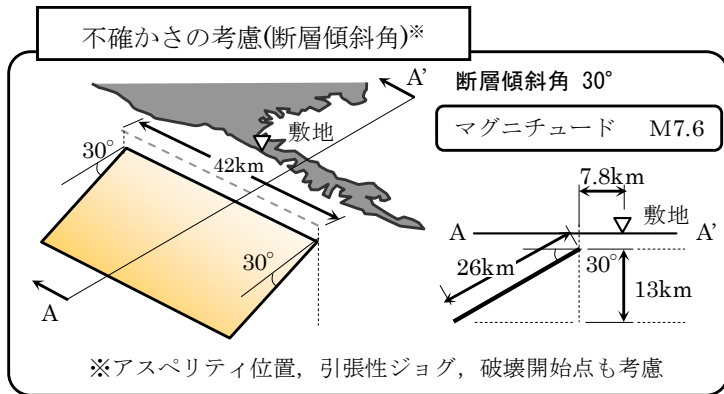 不確かさの考慮(断層傾斜角)※
断層傾斜角 30°
マグニチュード M7.6
A'
敷地
42km
30°
30°
A
7.8km
敷地
A
A'
26km
30°
13km
※アスペリティ位置，引張性ジョグ，破壊開始点も考慮